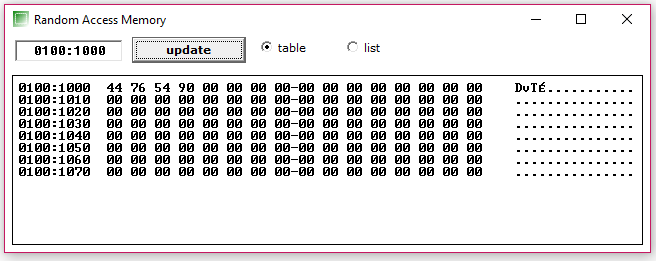 Random Access Memory
0100:1000 update table list
0100:1000 44 76 54 90 00 00 00 00-00 00 00 00 00 00 00 00 DvTÉ...........
0100:1010 00 00 00 00 00 00 00 00-00 00 00 00 00 00 00 00 ...............
0100:1020 00 00 00 00 00 00 00 00-00 00 00 00 00 00 00 00 ...............
0100:1030 00 00 00 00 00 00 00 00-00 00 00 00 00 00 00 00 ...............
0100:1040 00 00 00 00 00 00 00 00-00 00 00 00 00 00 00 00 ...............
0100:1050 00 00 00 00 00 00 00 00-00 00 00 00 00 00 00 00 ...............
0100:1060 00 00 00 00 00 00 00 00-00 00 00 00 00 00 00 00 ...............
0100:1070 00 00 00 00 00 00 00 00-00 00 00 00 00 00 00 00 ...............